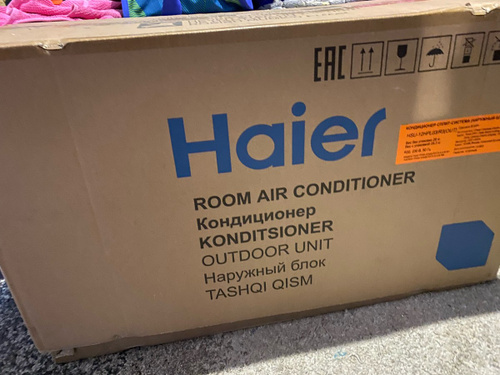 EAC
Haier
ROOM AIR CONDITIONER
Кондиционер
KONDITSIONER
OUTDOOR UNIT
Наружный блок
TASHQI QISM